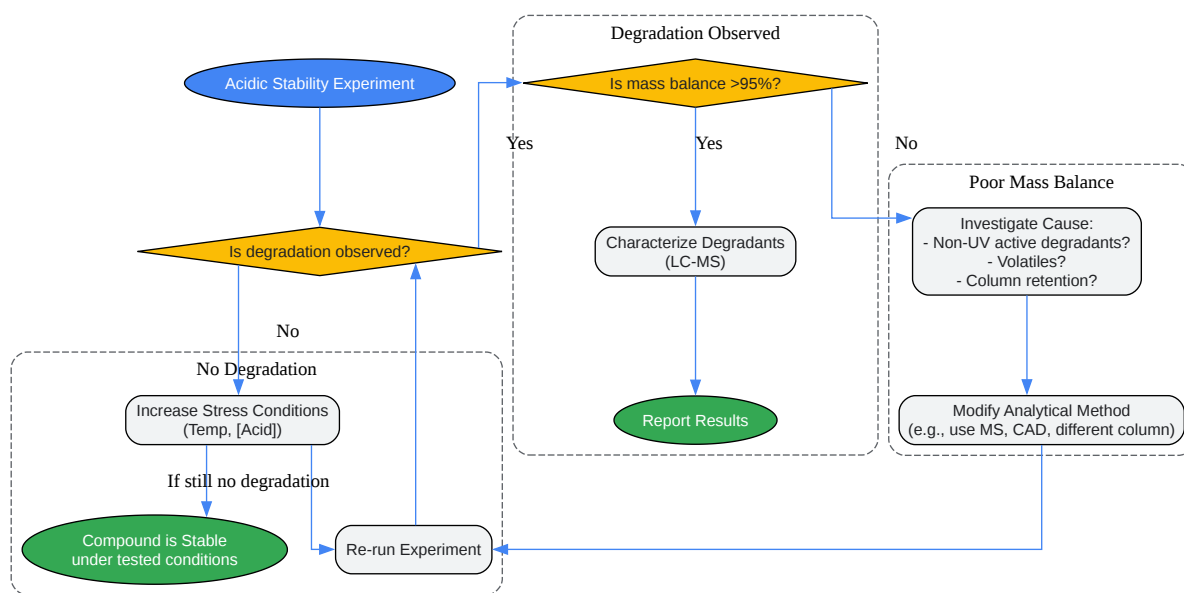 Degradation Observed
Acidic Stability Experiment
Is mass balance >95%?
Yes
Yes
No
Poor Mass Balance
Investigate Cause:
- Non-UV active degradants?
- Volatiles?
- Column retention?
Is degradation observed?
Characterize Degradants
(LC-MS)
No
No Degradation
Increase Stress Conditions
(Temp, [Acid])
Report Results
Modify Analytical Method
(e.g., use MS, CAD, different column)
If still no degradation
Compound is Stable
under tested conditions
Re-run Experiment